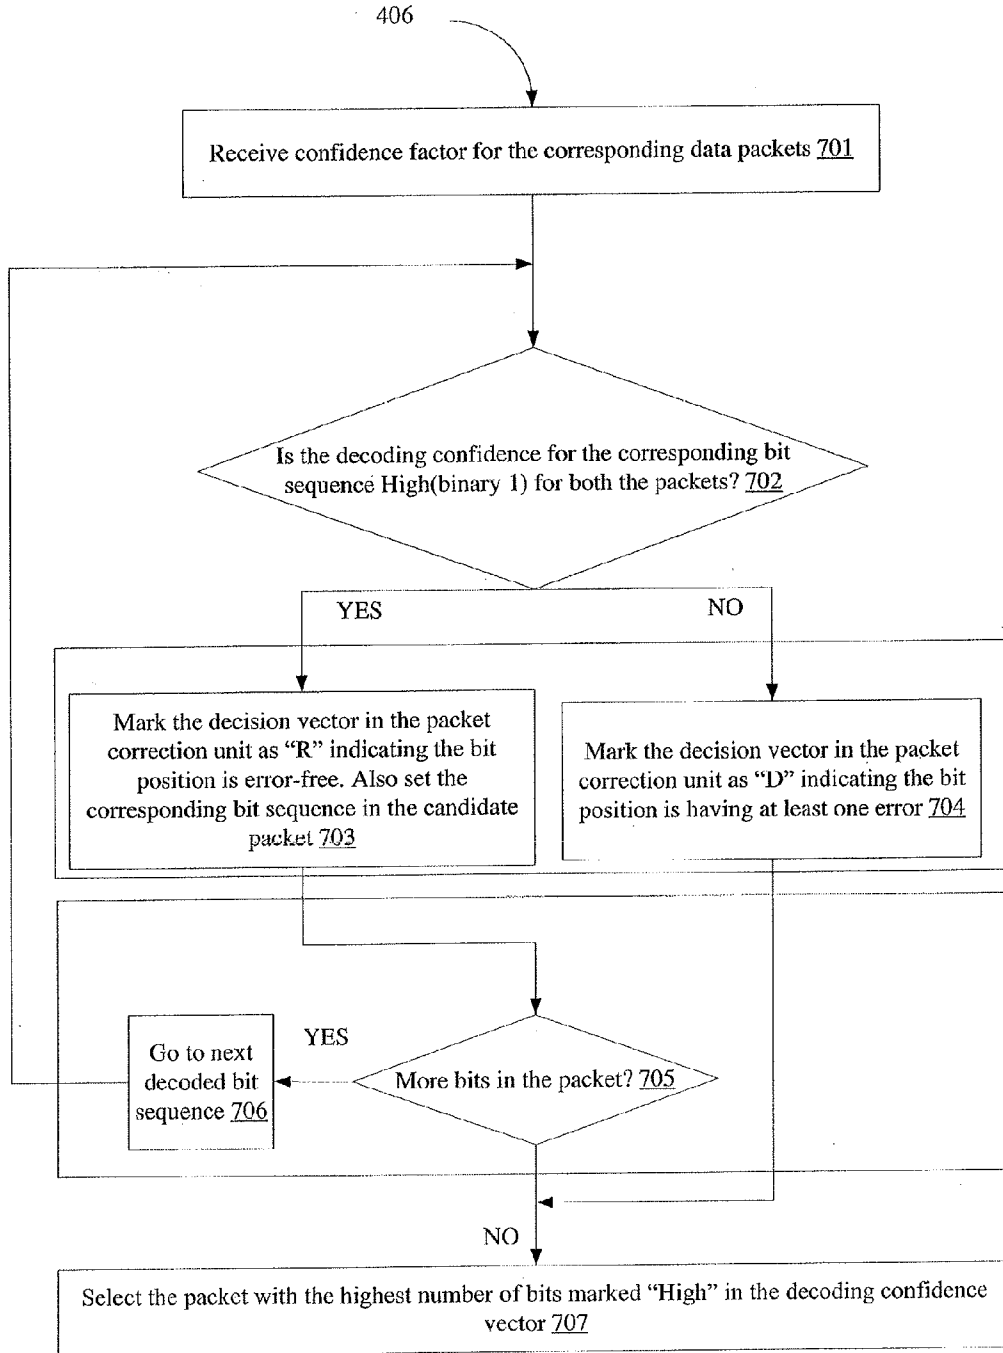 406
Receive confidence factor for the corresponding data packets 701
Is the decoding confidence for the corresponding bit
sequence High(binary 1) for both the packets? 702
YES
NO
Mark the decision vector in the packet
correction unit as “R” indicating the bit
position is error-free. Also set the
corresponding bit sequence in the candidate
packet 703
Mark the decision vector in the packet
correction unit as “D” indicating the bit
position is having at least one error 704
YES
Go to next
decoded bit
sequence 706
More bits in the packet? 705
NO
Select the packet with the highest number of bits marked “High” in the decoding confidence
vector 707